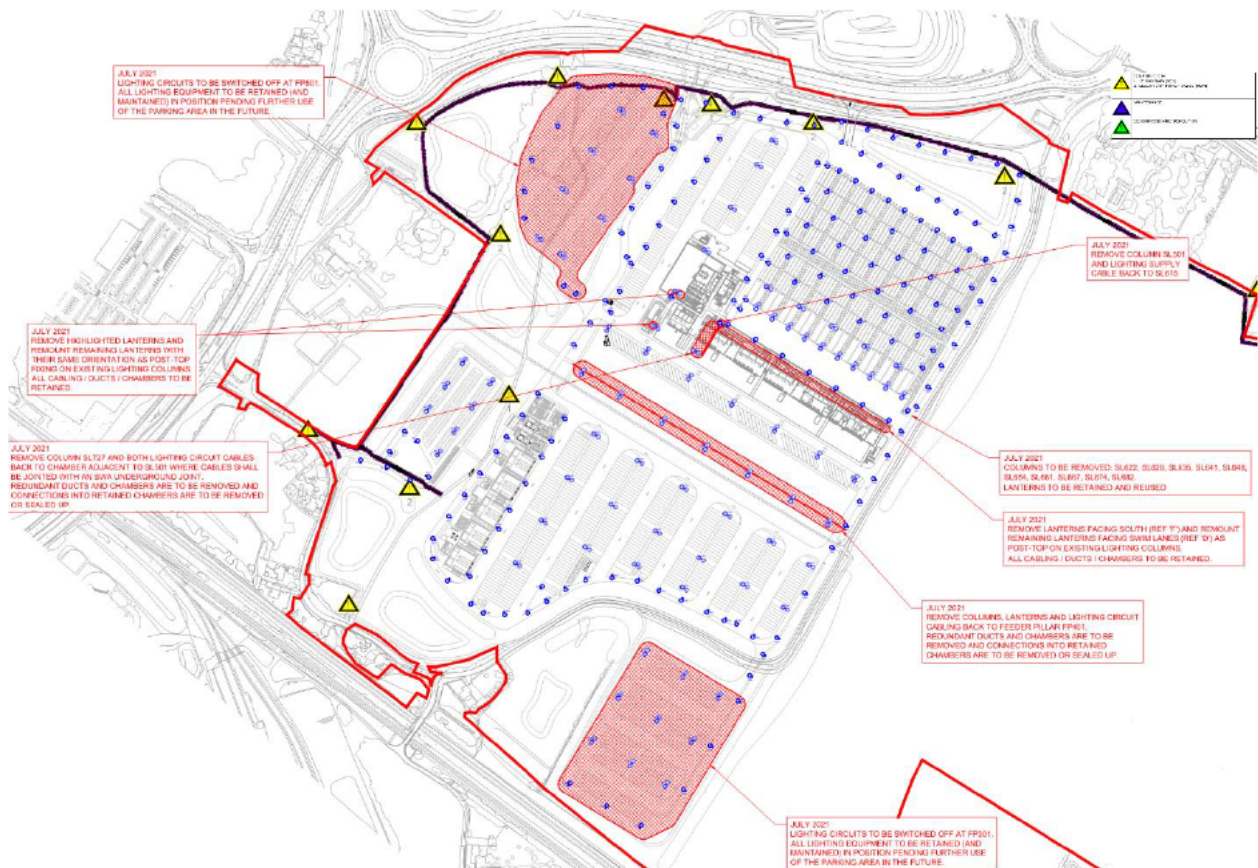 JULY 2021
LIGHTING CIRCUITS TO BE SWITCHED OFF AT FP601.
ALL LIGHTING EQUIPMENT TO BE RETAINED (AND
MAINTAINED) IN POSITION PENDING FURTHER USE
OF THE PARKING AREA IN THE FUTURE.
JULY 2021
REMOVE COLUMN SL501
AND LIGHTING SUPPLY
CABLE BACK TO SL615
JULY 2021
REMOVE HIGHLIGHTED LANTERNS AND
REMOUNT REMAINING LANTERNS WITH
THEIR SAME ORIENTATION AS POST-TOP
FIXING ON EXISTING LIGHTING COLUMNS.
ALL CABLING / DUCTS / CHAMBERS TO BE
RETAINED.
JULY 2021
REMOVE COLUMN SL727 AND BOTH LIGHTING CIRCUIT CABLES
BACK TO CHAMBER ADJACENT TO SL501 WHERE CABLES SHALL
BE JOINTED WITH AN SWA UNDERGROUND JOINT.
REDUNDANT DUCTS AND CHAMBERS ARE TO BE REMOVED AND
CONNECTIONS INTO RETAINED CHAMBERS ARE TO BE REMOVED
OR SEALED UP.
JULY 2021
COLUMNS TO BE REMOVED: SL622, SL628, SL635, SL641, SL648,
SL654, SL661, SL667, SL674, SL682.
LANTERNS TO BE RETAINED AND REUSED
JULY 2021
REMOVE LANTERNS FACING SOUTH (REF 'F') AND REMOUNT
REMAINING LANTERNS FACING SWIM LANES (REF 'D') AS
POST-TOP ON EXISTING LIGHTING COLUMNS.
ALL CABLING / DUCTS / CHAMBERS TO BE RETAINED.
JULY 2021
REMOVE COLUMNS, LANTERNS AND LIGHTING CIRCUIT
CABLING BACK TO FEEDER PILLAR FP401.
REDUNDANT DUCTS AND CHAMBERS ARE TO BE
REMOVED AND CONNECTIONS INTO RETAINED
CHAMBERS ARE TO BE REMOVED OR SEALED UP.
JULY 2021
LIGHTING CIRCUITS TO BE SWITCHED OFF AT FP301.
ALL LIGHTING EQUIPMENT TO BE RETAINED (AND
MAINTAINED) IN POSITION PENDING FURTHER USE
OF THE PARKING AREA IN THE FUTURE.